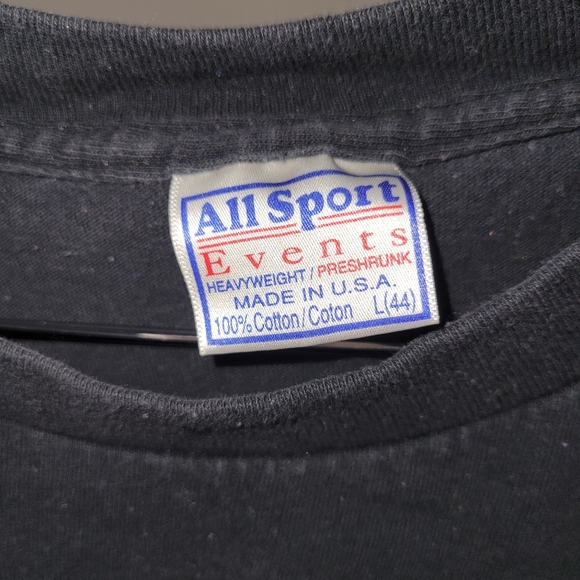 All Sport
Events
HEAVYWEIGHT / PRESHRUNK
MADE IN U.S.A.
100% Cotton / Coton L (44)